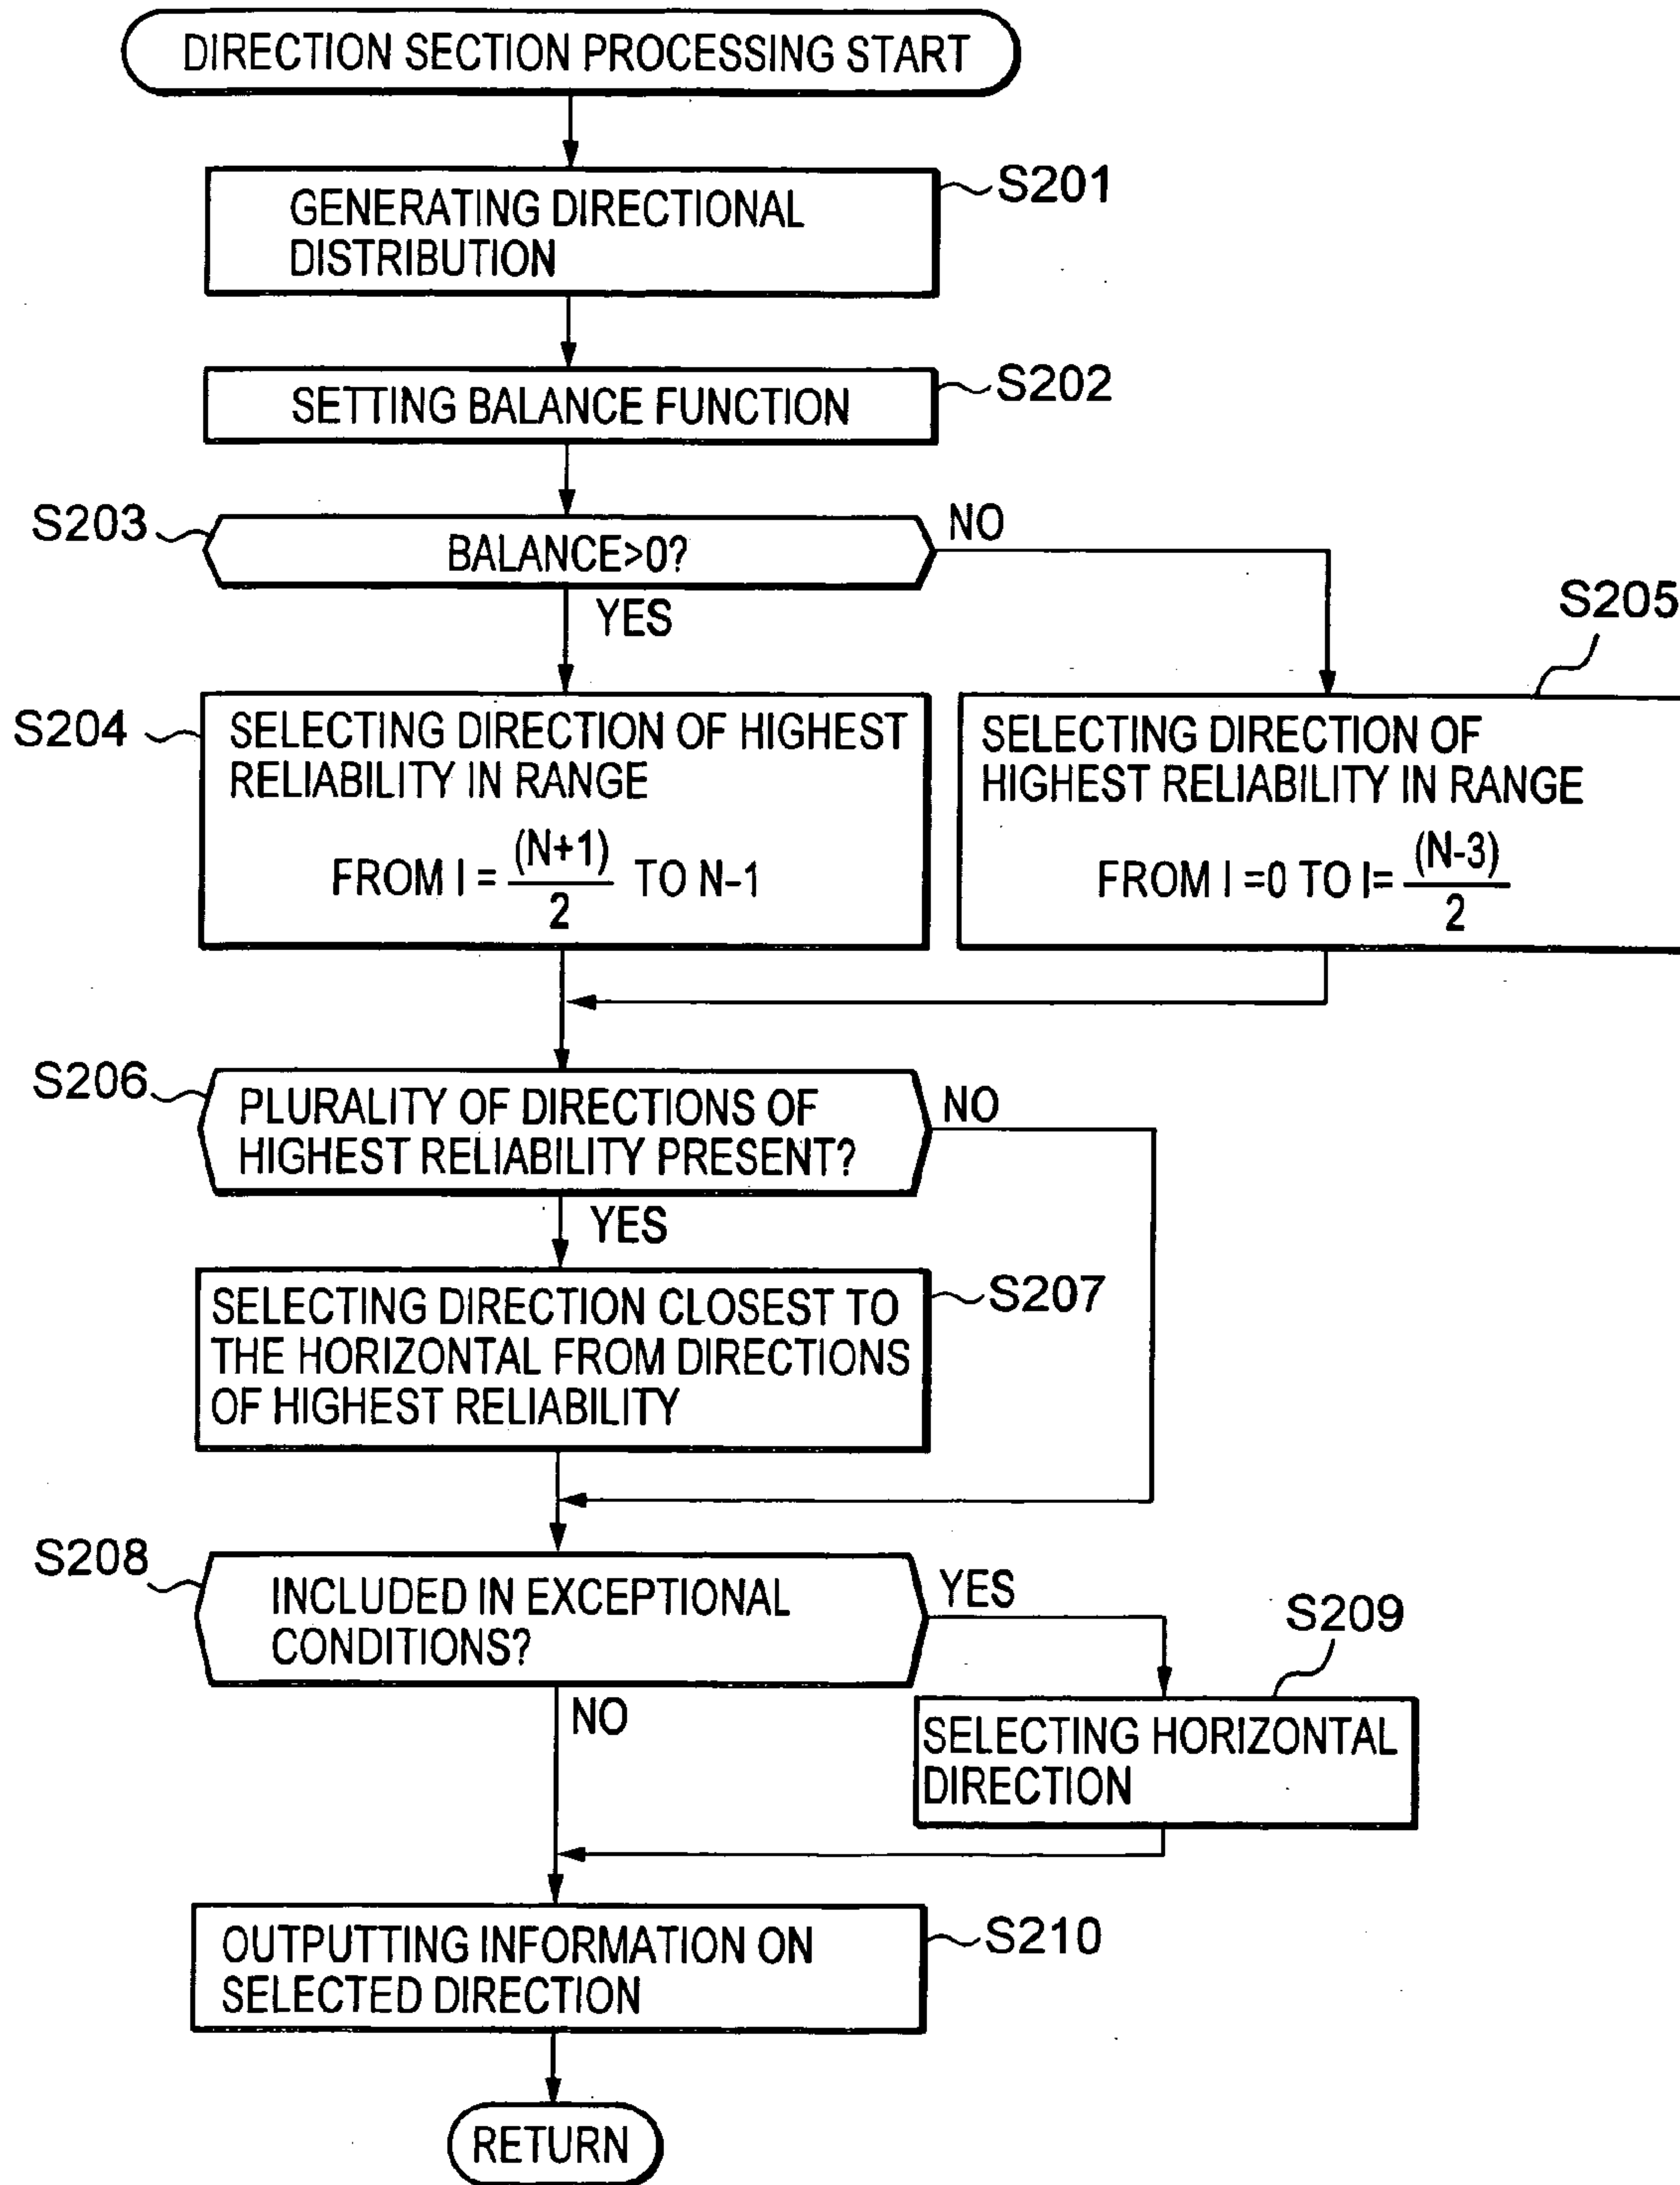 DIRECTION SECTION PROCESSING START
GENERATING DIRECTIONAL
DISTRIBUTION
S201
SETTING BALANCE FUNCTION
S202
S203
BALANCE>0?
NO
YES
S204
SELECTING DIRECTION OF HIGHEST
RELIABILITY IN RANGE
FROM I = (N+1)/2 TO N-1
S205
SELECTING DIRECTION OF
HIGHEST RELIABILITY IN RANGE
FROM I =0 TO I= (N-3)/2
S206
PLURALITY OF DIRECTIONS OF
HIGHEST RELIABILITY PRESENT?
NO
YES
SELECTING DIRECTION CLOSEST TO
THE HORIZONTAL FROM DIRECTIONS
OF HIGHEST RELIABILITY
S207
S208
INCLUDED IN EXCEPTIONAL
CONDITIONS?
YES
NO
S209
SELECTING HORIZONTAL
DIRECTION
OUTPUTTING INFORMATION ON
SELECTED DIRECTION
S210
RETURN